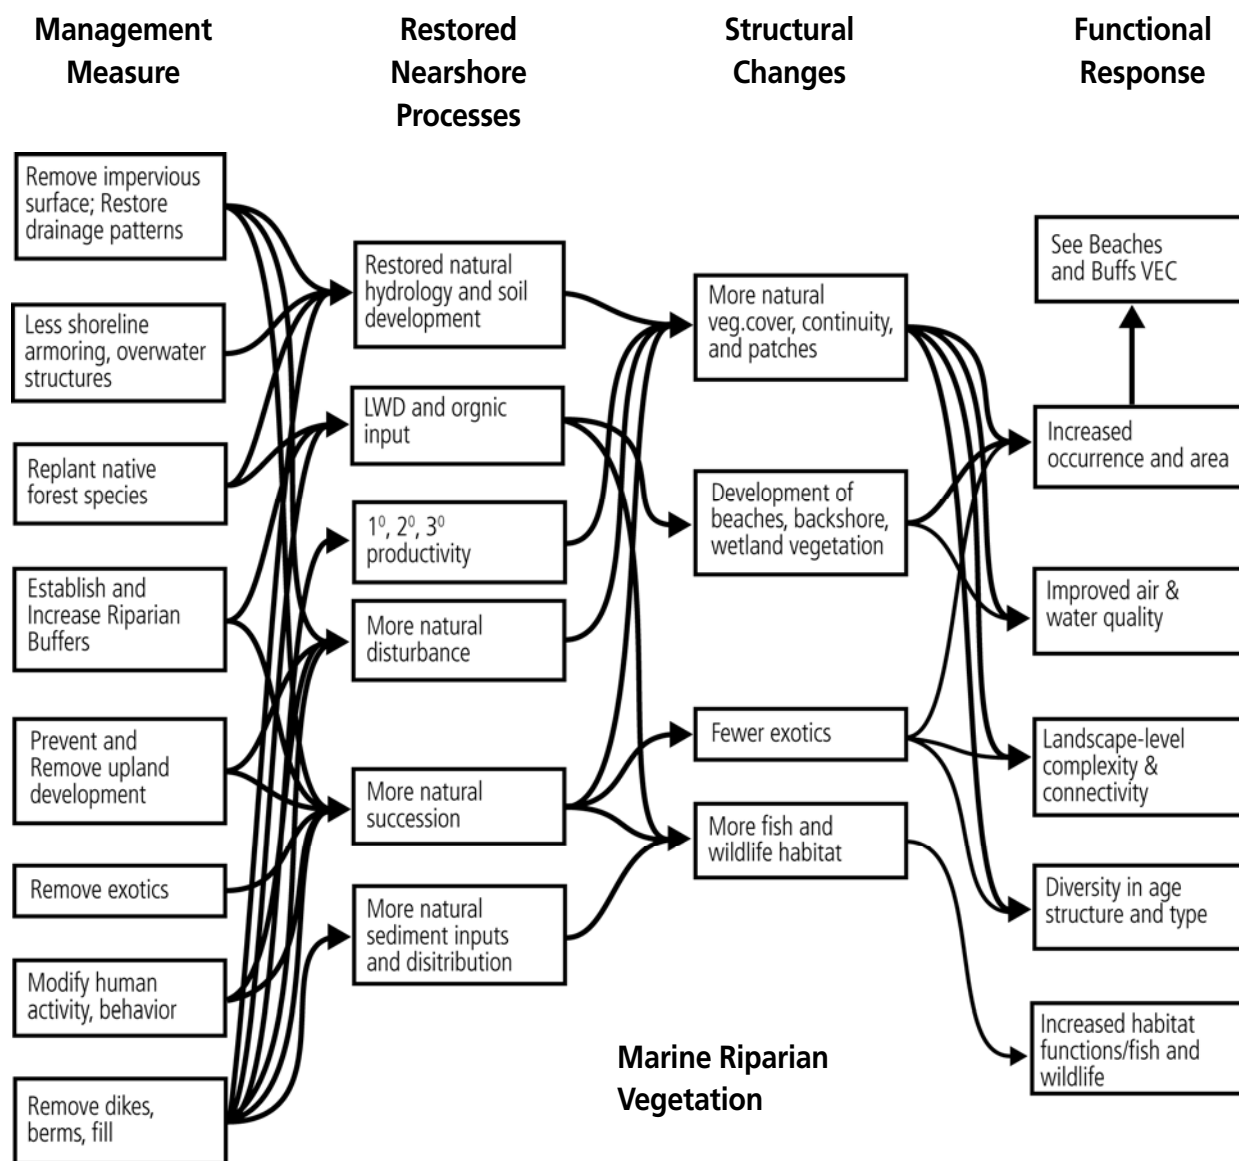 Management
Measure
Restored
Nearshore
Processes
Structural
Changes
Functional
Response
Remove impervious
surface; Restore
drainage patterns
Less shoreline
armoring, overwater
structures
Replant native
forest species
Establish and
Increase Riparian
Buffers
Prevent and
Remove upland
development
Remove exotics
Modify human
activity, behavior
Remove dikes,
berms, fill
Restored natural
hydrology and soil
development
LWD and orgnic
input
1⁰, 2⁰, 3⁰
productivity
More natural
disturbance
More natural
succession
More natural
sediment inputs
and disitribution
More natural
veg.cover, continuity,
and patches
Development of
beaches, backshore,
wetland vegetation
Fewer exotics
More fish and
wildlife habitat
See Beaches
and Buffs VEC
Increased
occurrence and area
Improved air &
water quality
Landscape-level
complexity &
connectivity
Diversity in age
structure and type
Increased habitat
functions/fish and
wildlife
Marine Riparian
Vegetation